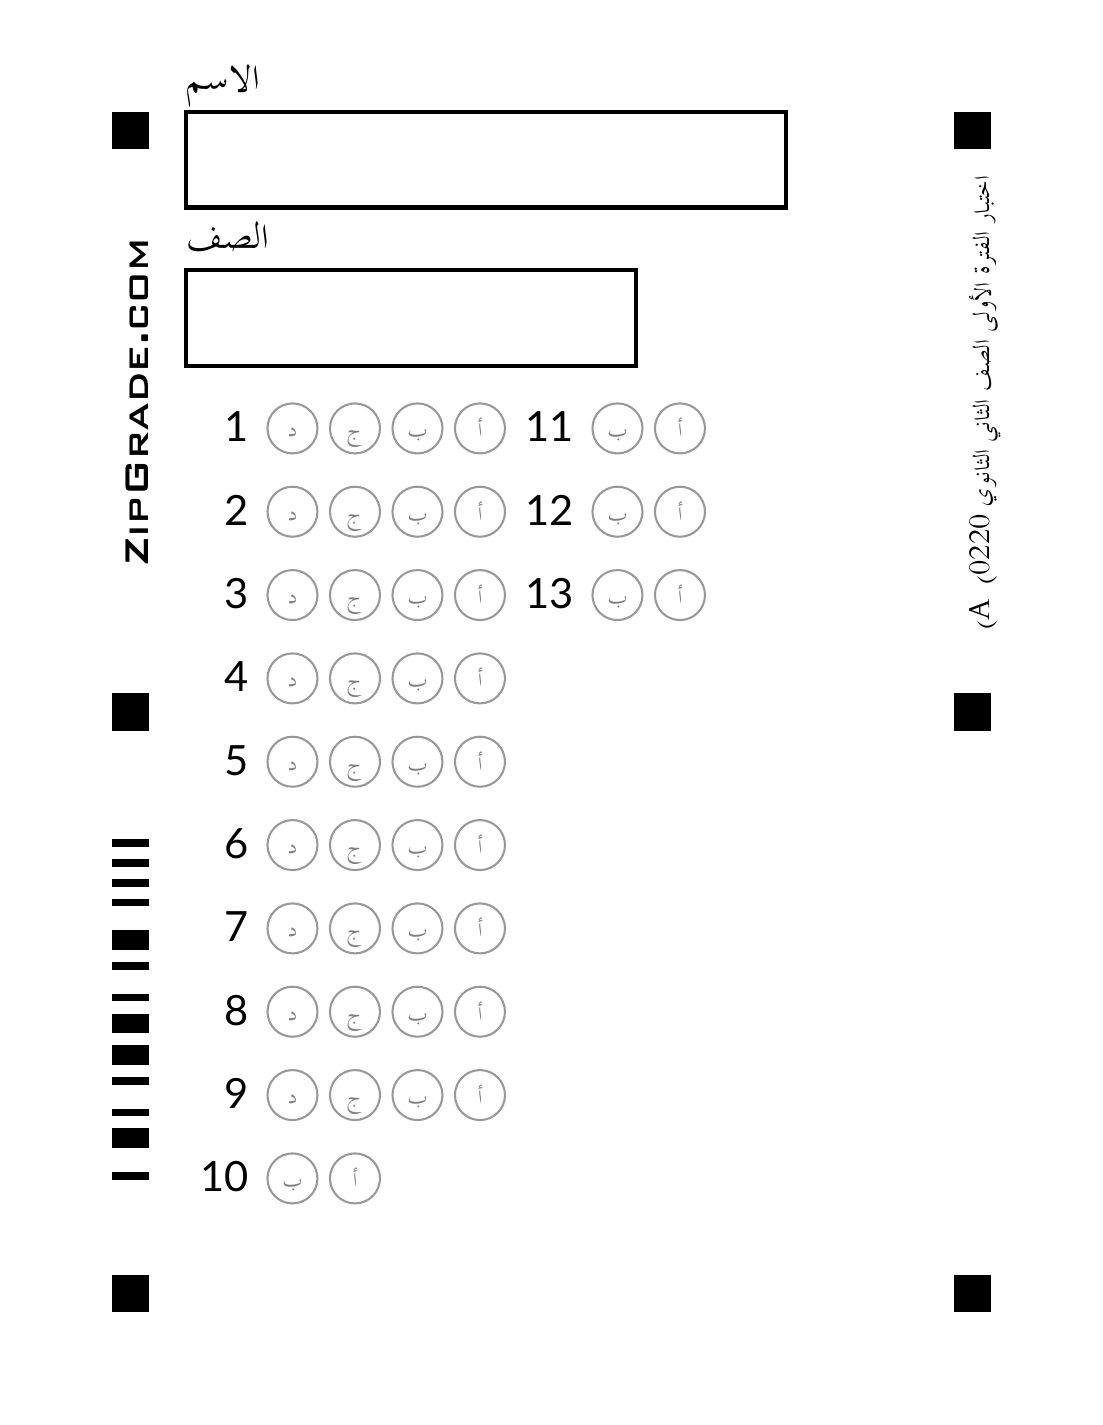 الاسم
الصف
1 د ج ب أ
2 د ج ب أ
3 د ج ب أ
4 د ج ب أ
5 د ج ب أ
6 د ج ب أ
7 د ج ب أ
8 د ج ب أ
9 د ج ب أ
10 ب أ
11 ب أ
12 ب أ
13 ب أ
ZIPGRADE.COM
اختبار الفترة الأولى الصف الثاني الثانوي 0220) A)